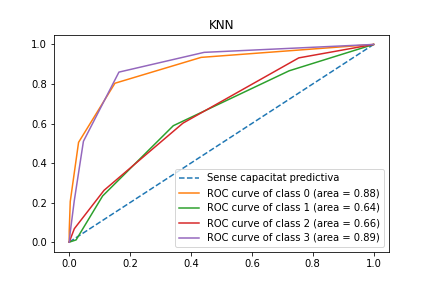 KNN
1.0
0.8
0.6
0.4
0.2
0.0
Sense capacitat predictiva
ROC curve of class 0 (area = 0.88)
ROC curve of class 1 (area = 0.64)
ROC curve of class 2 (area = 0.66)
ROC curve of class 3 (area = 0.89)
0.0 0.2 0.4 0.6 0.8 1.0